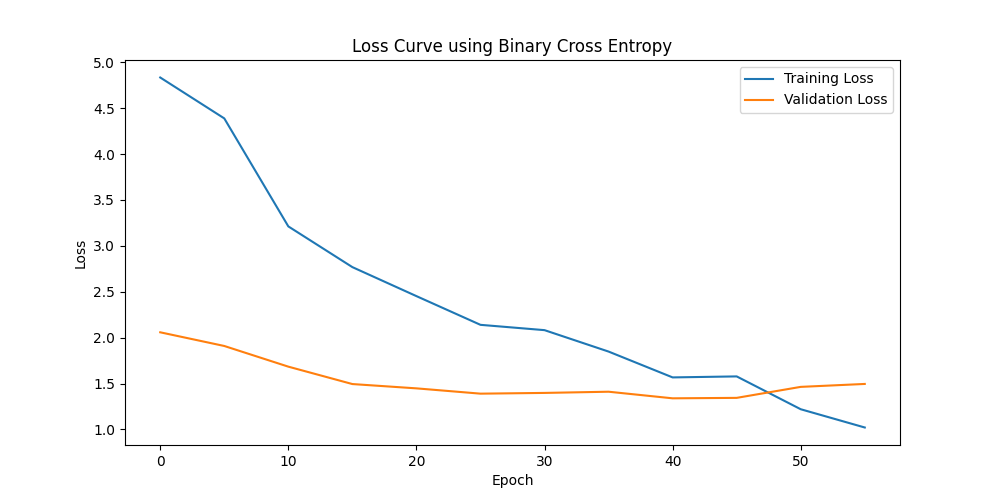 Loss Curve using Binary Cross Entropy
Training Loss
Validation Loss
5.0
4.5
4.0
3.5
3.0
2.5
2.0
1.5
1.0
Loss
0 10 20 30 40 50
Epoch